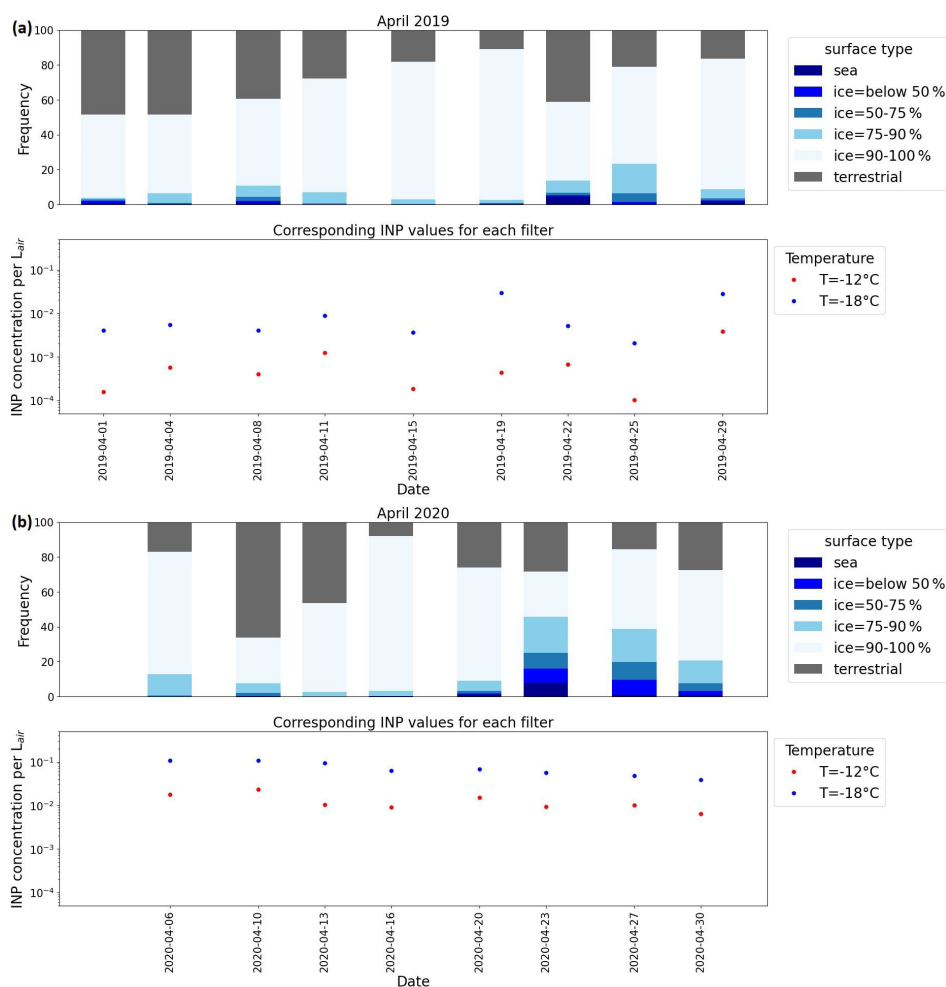 (a)
April 2019
100
80
60
40
20
0
Frequency
surface type
sea
ice=below 50 %
ice=50-75 %
ice=75-90 %
ice=90-100 %
terrestrial
Corresponding INP values for each filter
INP concentration per L_air
10⁻¹
10⁻²
10⁻³
10⁻⁴
Temperature
T=-12°C
T=-18°C
2019-04-01
2019-04-04
2019-04-08
2019-04-11
2019-04-15
2019-04-19
2019-04-22
2019-04-25
2019-04-29
Date
(b)
April 2020
100
80
60
40
20
0
Frequency
surface type
sea
ice=below 50 %
ice=50-75 %
ice=75-90 %
ice=90-100 %
terrestrial
Corresponding INP values for each filter
INP concentration per L_air
10⁻¹
10⁻²
10⁻³
10⁻⁴
Temperature
T=-12°C
T=-18°C
2020-04-06
2020-04-10
2020-04-13
2020-04-16
2020-04-20
2020-04-23
2020-04-27
2020-04-30
Date